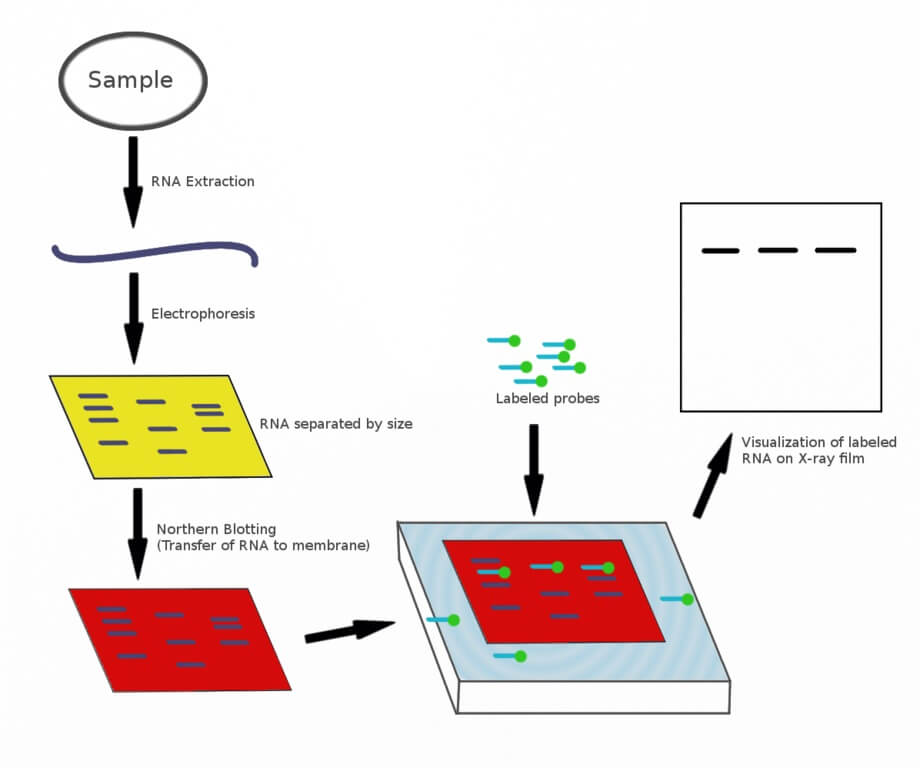 Sample
RNA Extraction
Electrophoresis
RNA separated by size
Northern Blotting
(Transfer of RNA to membrane)
Labeled probes
Visualization of labeled
RNA on X-ray film